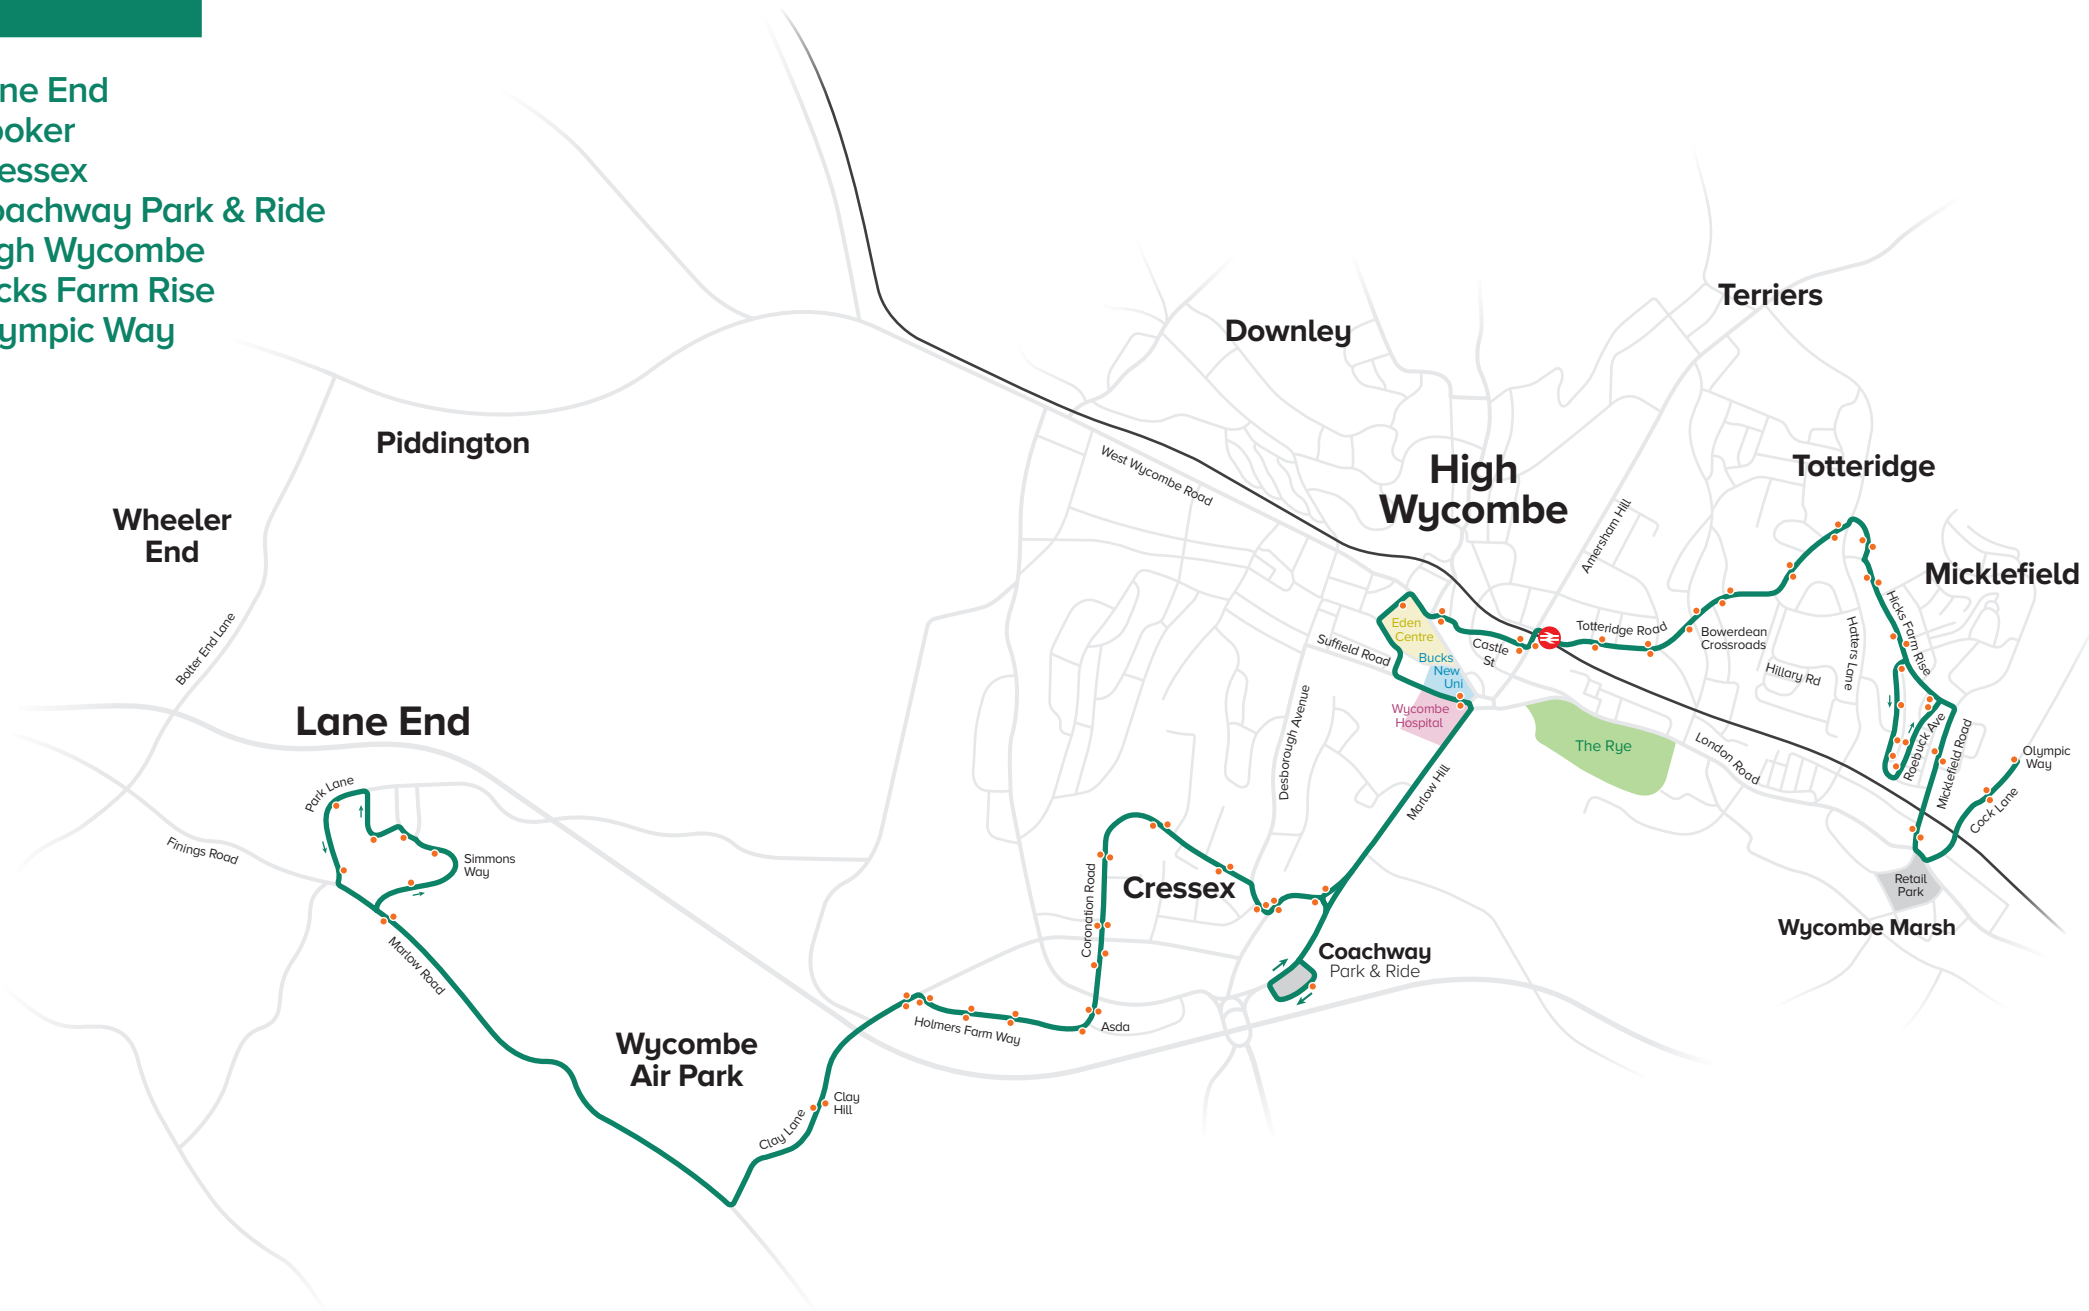 ne End
ooker
essex
oachway Park & Ride
gh Wycombe
cks Farm Rise
ympic Way
Terriers
Downley
Piddington
High
Wycombe
Totteridge
West Wycombe Road
Amersham Hill
Wheeler
End
Micklefield
Eden
Centre
Castle
St
Totteridge Road
Bowerdean
Crossroads
Hicks Farm Rise
Hatters Lane
Suffield Road
Bucks
New
Uni
Hillary Rd
Bolter End Lane
Wycombe
Hospital
Desborough Avenue
Lane End
The Rye
London Road
Roebuck Ave
Micklefield Road
Olympic
Way
Cock Lane
Park Lane
Marlow Hill
Finings Road
Simmons
Way
Coronation Road
Cressex
Retail
Park
Wycombe Marsh
Marlow Road
Coachway
Park & Ride
Holmers Farm Way
Asda
Wycombe
Air Park
Clay
Hill
Clay Lane